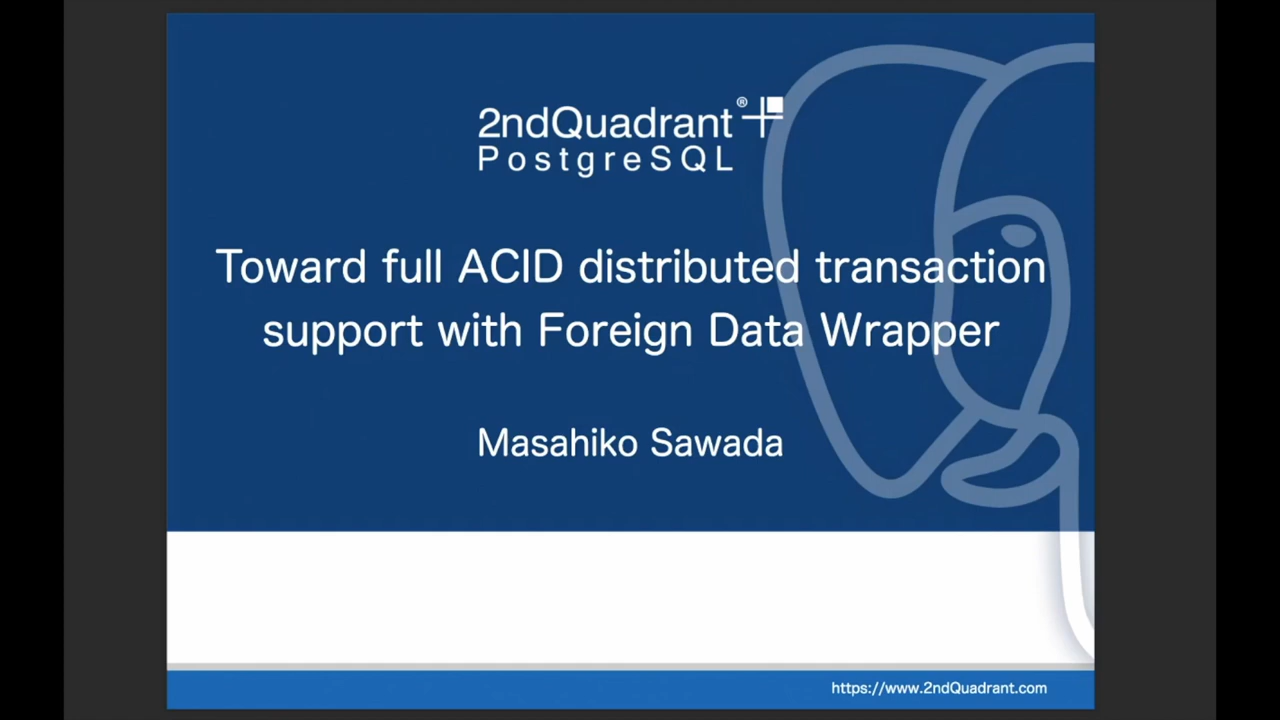 2ndQuadrant®
PostgreSQL
Toward full ACID distributed transaction
support with Foreign Data Wrapper
Masahiko Sawada
https://www.2ndQuadrant.com